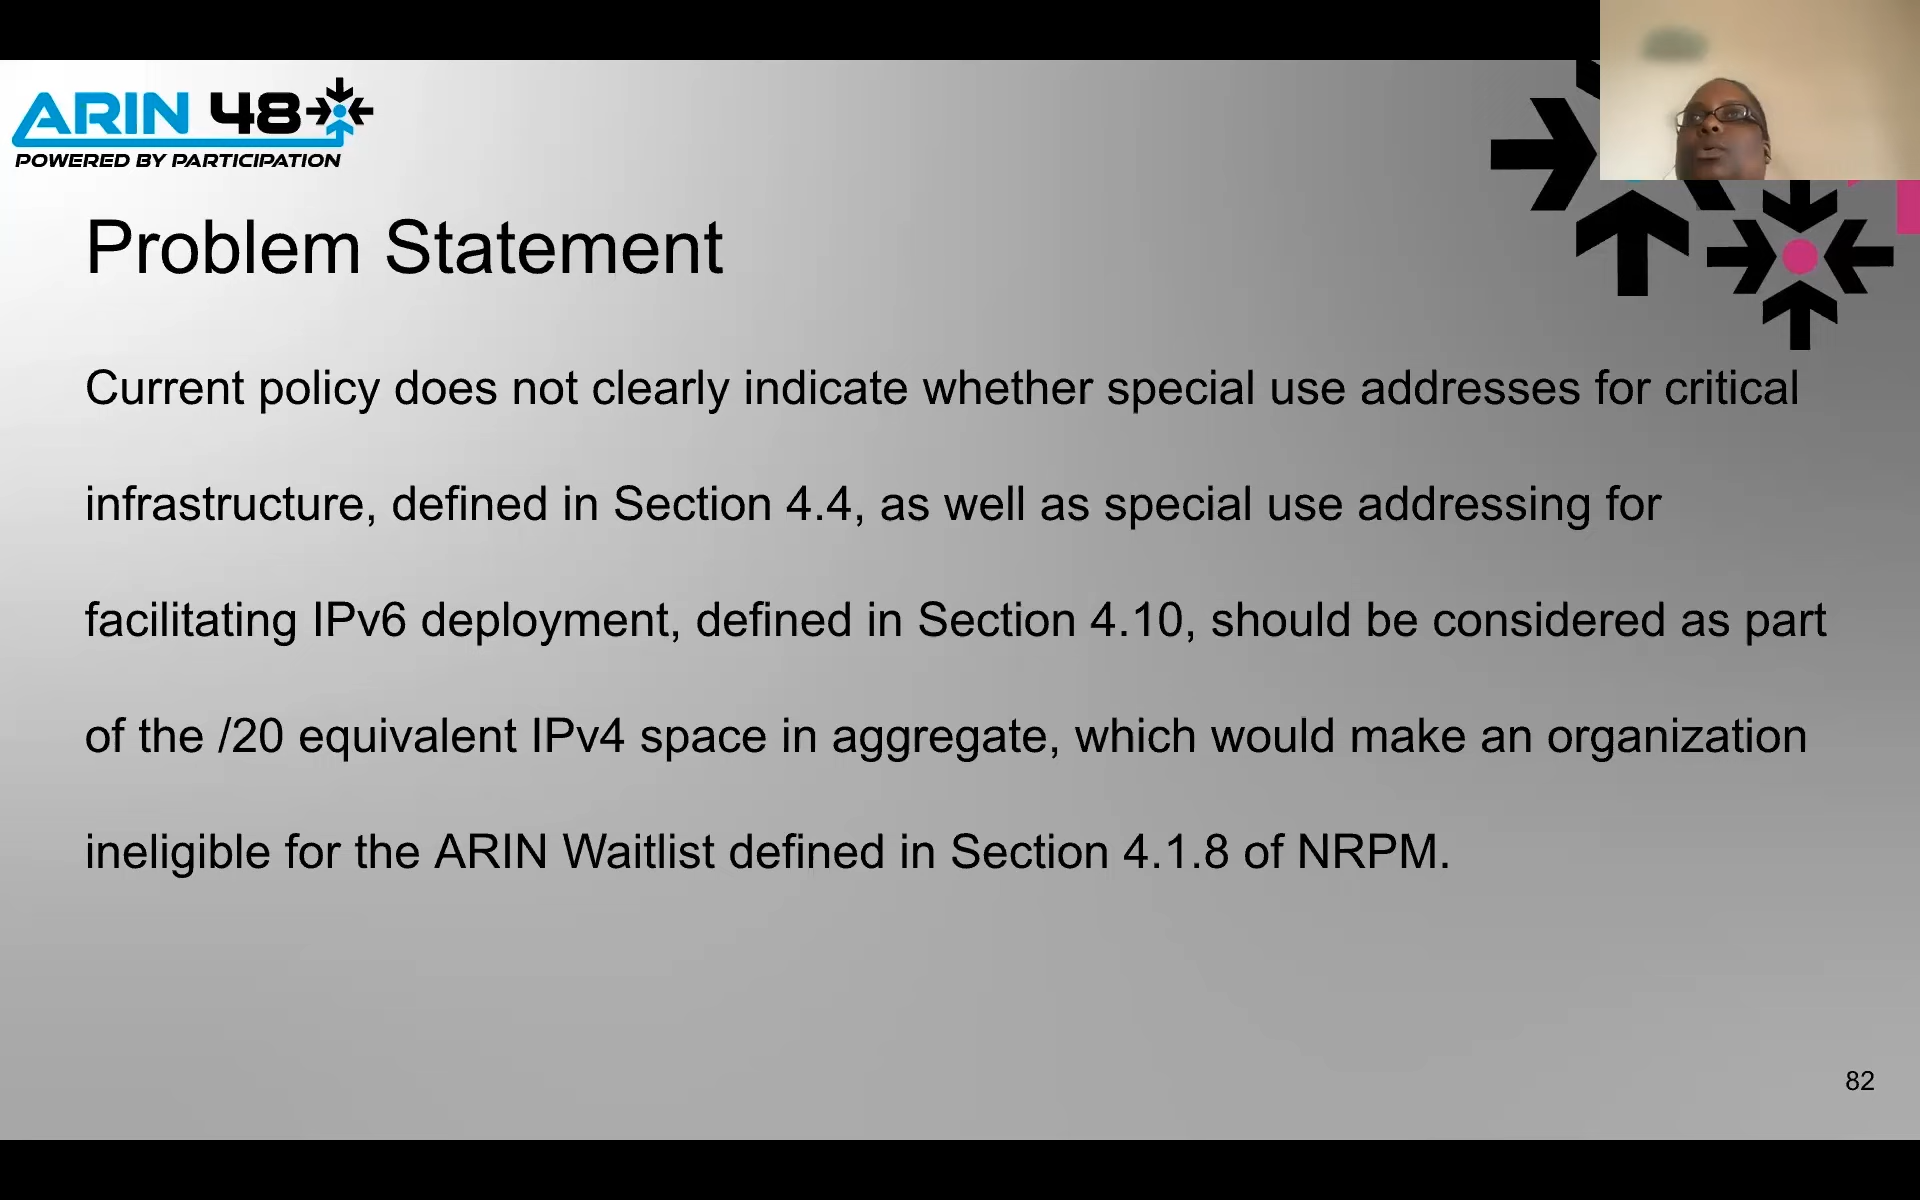 ARIN 48
POWERED BY PARTICIPATION
Problem Statement
Current policy does not clearly indicate whether special use addresses for critical
infrastructure, defined in Section 4.4, as well as special use addressing for
facilitating IPv6 deployment, defined in Section 4.10, should be considered as part
of the /20 equivalent IPv4 space in aggregate, which would make an organization
ineligible for the ARIN Waitlist defined in Section 4.1.8 of NRPM.
82